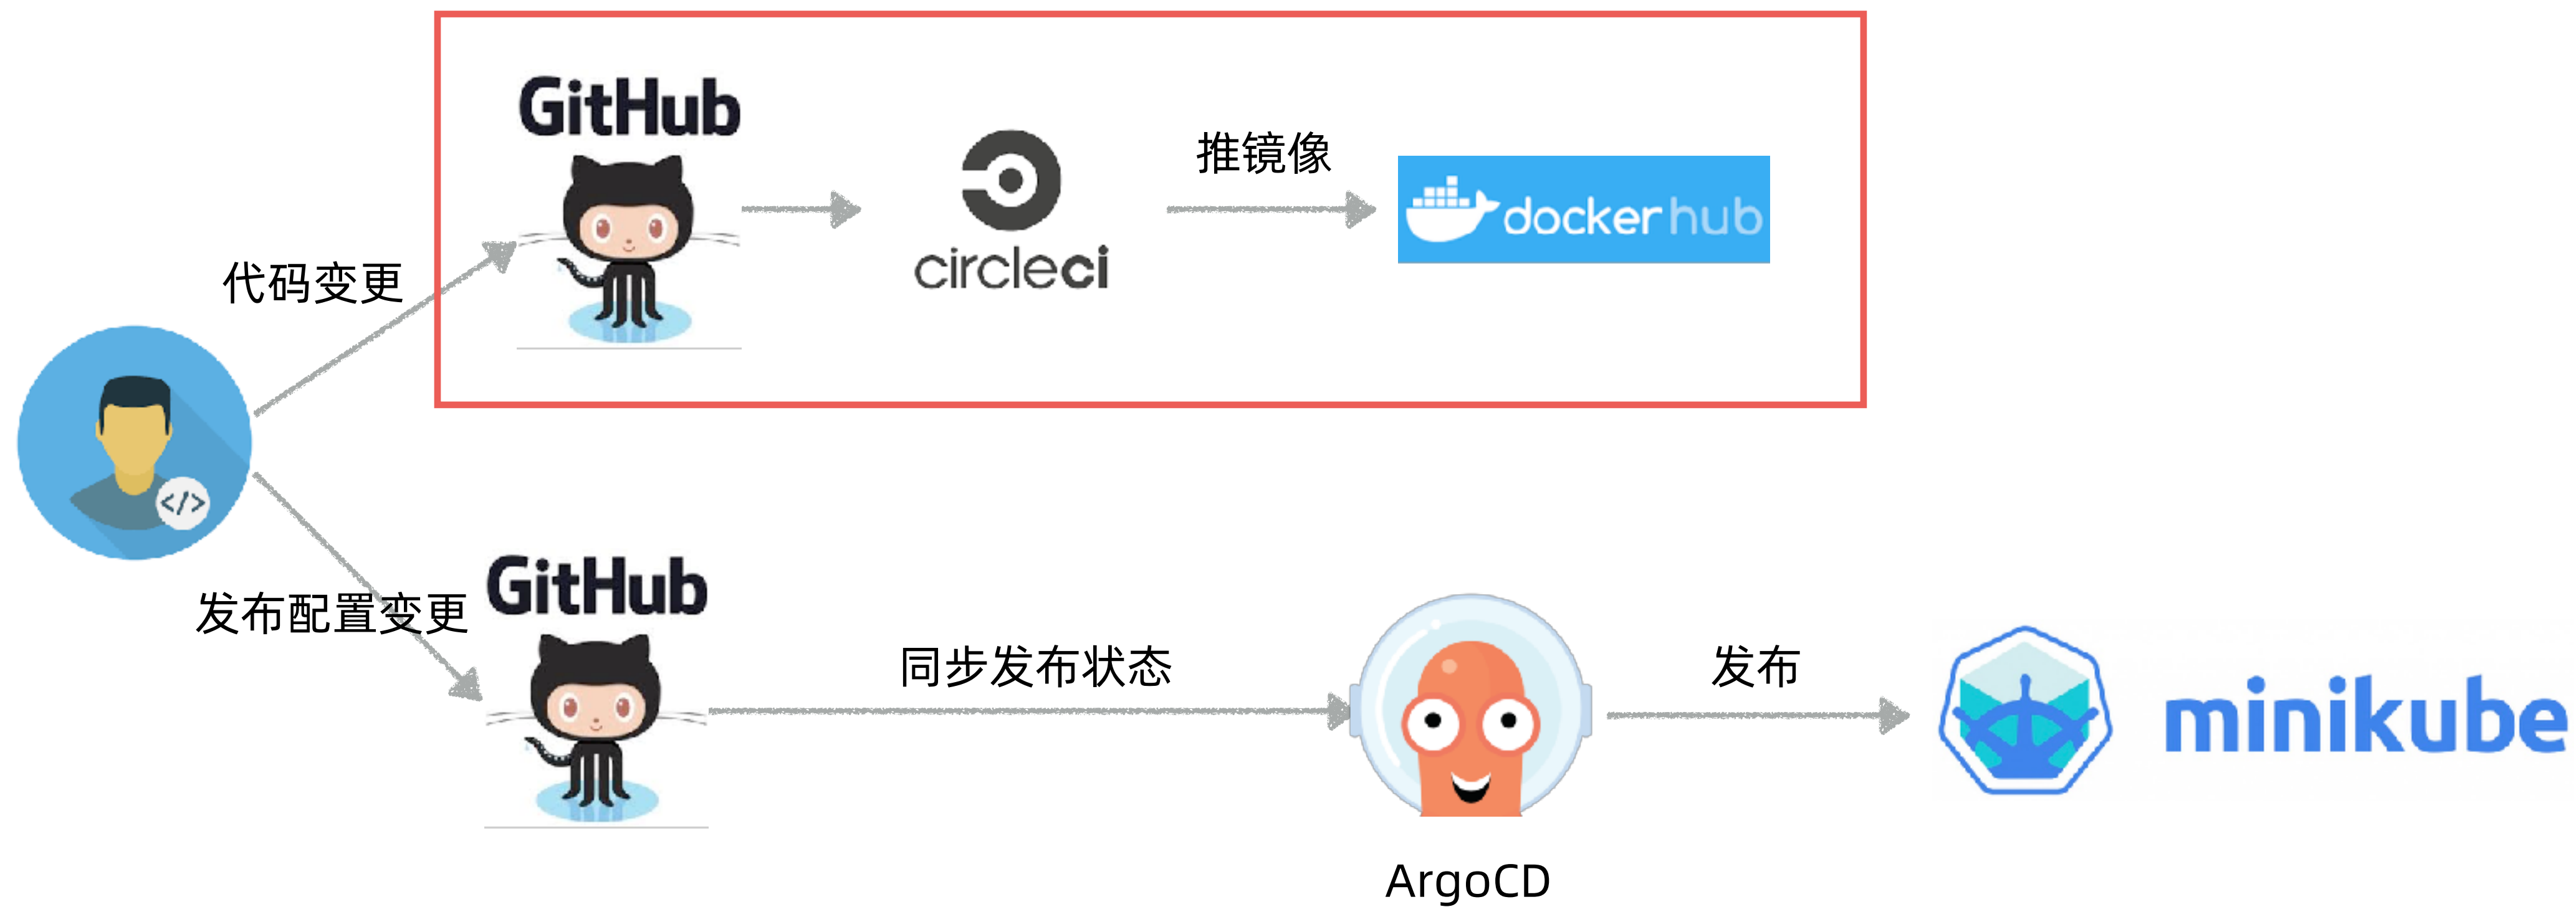 GitHub
推镜像
circleci
docker hub
代码变更
</>
发布配置变更
GitHub
同步发布状态
发布
minikube
ArgoCD